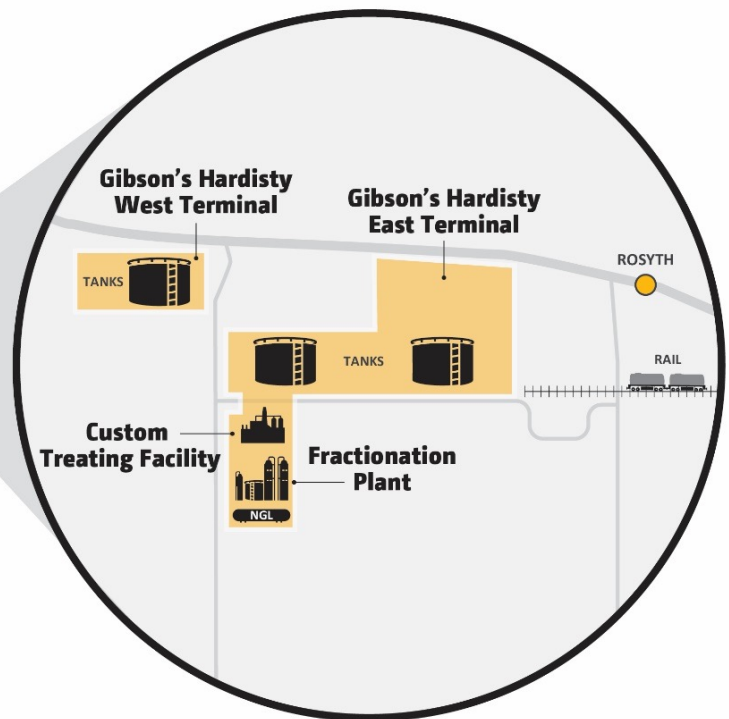 Gibson's Hardisty
West Terminal
Gibson's Hardisty
East Terminal
ROSYTH
TANKS
TANKS
RAIL
Custom
Treating Facility
Fractionation
Plant
NGL